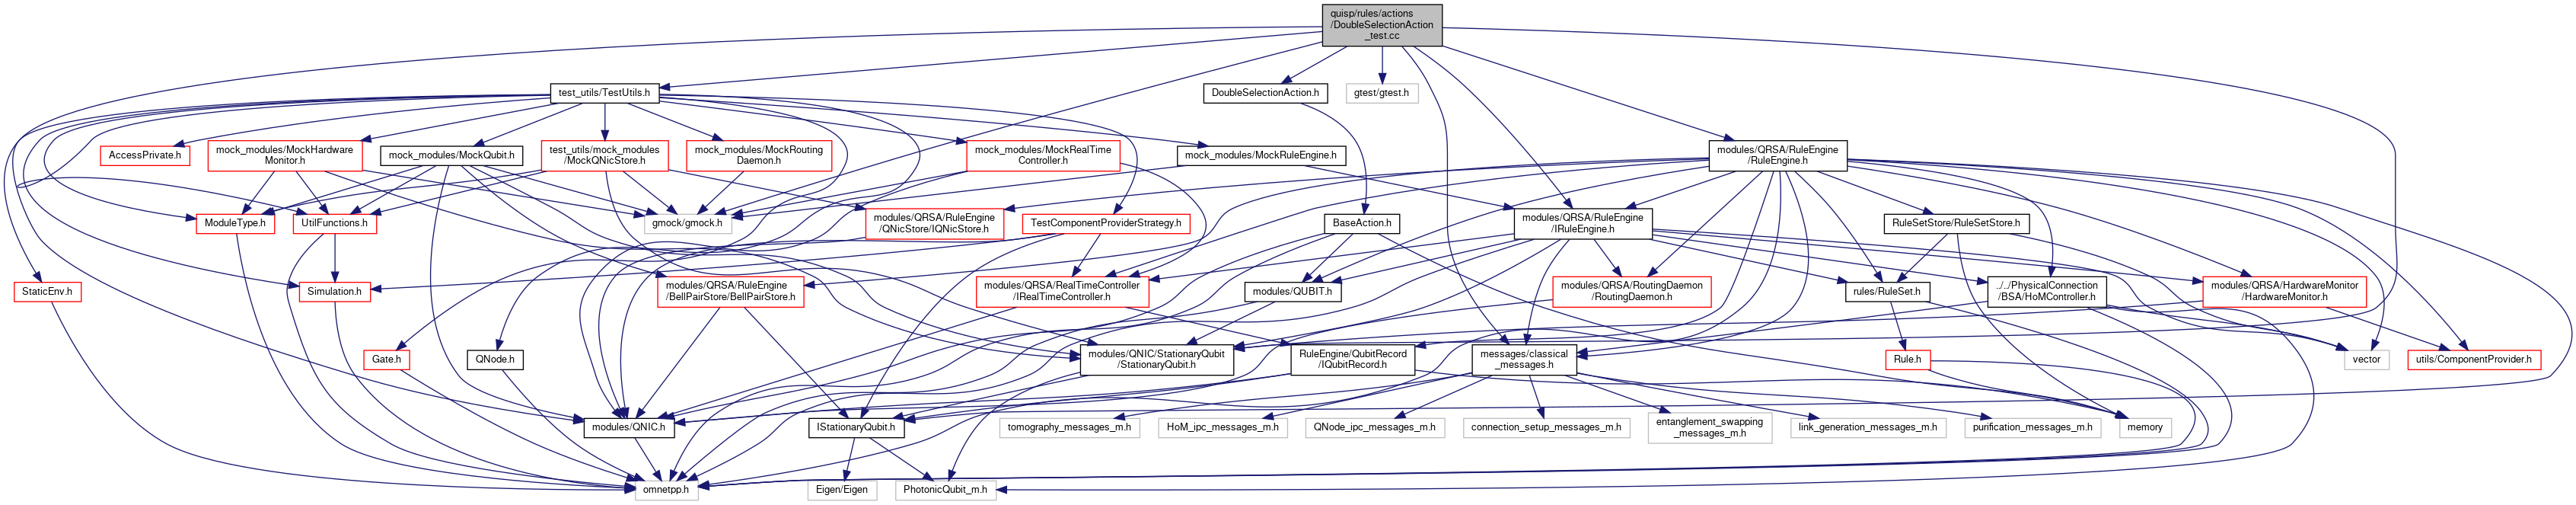 quisp/rules/actions
/DoubleSelectionAction
_test.cc
test_utils/TestUtils.h
DoubleSelectionAction.h
gtest/gtest.h
AccessPrivate.h
mock_modules/MockHardware
Monitor.h
mock_modules/MockQubit.h
test_utils/mock_modules
/MockQNicStore.h
mock_modules/MockRouting
Daemon.h
mock_modules/MockRealTime
Controller.h
mock_modules/MockRuleEngine.h
modules/QRSA/RuleEngine
/RuleEngine.h
ModuleType.h
UtilFunctions.h
gmock/gmock.h
modules/QRSA/RuleEngine
/QNicStore/IQNicStore.h
TestComponentProviderStrategy.h
BaseAction.h
modules/QRSA/RuleEngine
/IRuleEngine.h
RuleSetStore/RuleSetStore.h
StaticEnv.h
Simulation.h
modules/QRSA/RuleEngine
/BellPairStore/BellPairStore.h
modules/QRSA/RealTimeController
/IRealTimeController.h
modules/QUBIT.h
modules/QRSA/RoutingDaemon
/RoutingDaemon.h
rules/RuleSet.h
../../PhysicalConnection
/BSA/HoMController.h
modules/QRSA/HardwareMonitor
/HardwareMonitor.h
Gate.h
QNode.h
modules/QNIC/StationaryQubit
/StationaryQubit.h
RuleEngine/QubitRecord
/IQubitRecord.h
messages/classical
_messages.h
Rule.h
vector
utils/ComponentProvider.h
modules/QNIC.h
IStationaryQubit.h
tomography_messages_m.h
HoM_ipc_messages_m.h
QNode_ipc_messages_m.h
connection_setup_messages_m.h
entanglement_swapping
_messages_m.h
link_generation_messages_m.h
purification_messages_m.h
memory
omnetpp.h
Eigen/Eigen
PhotonicQubit_m.h